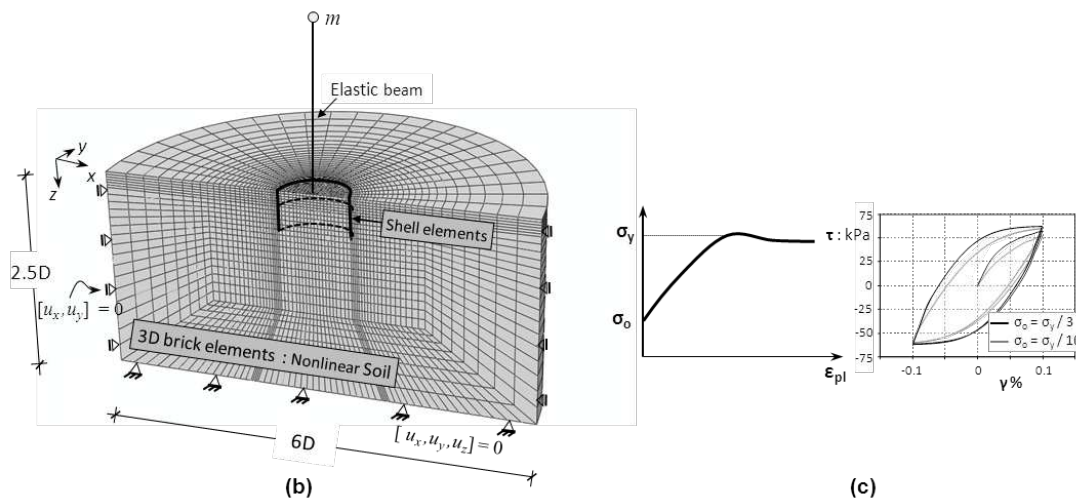 m
Elastic beam
y
x
z
Shell elements
2.5D
[u_x, u_y] = 0
3D brick elements : Nonlinear Soil
6D
[ u_x, u_y, u_z ] = 0
(b)
σ_y
σ_o
ε_pl
τ : kPa
75
50
25
0
-25
-50
-75
σ_o = σ_y / 3
σ_o = σ_y / 10
-0.1
0
0.1
γ%
(c)